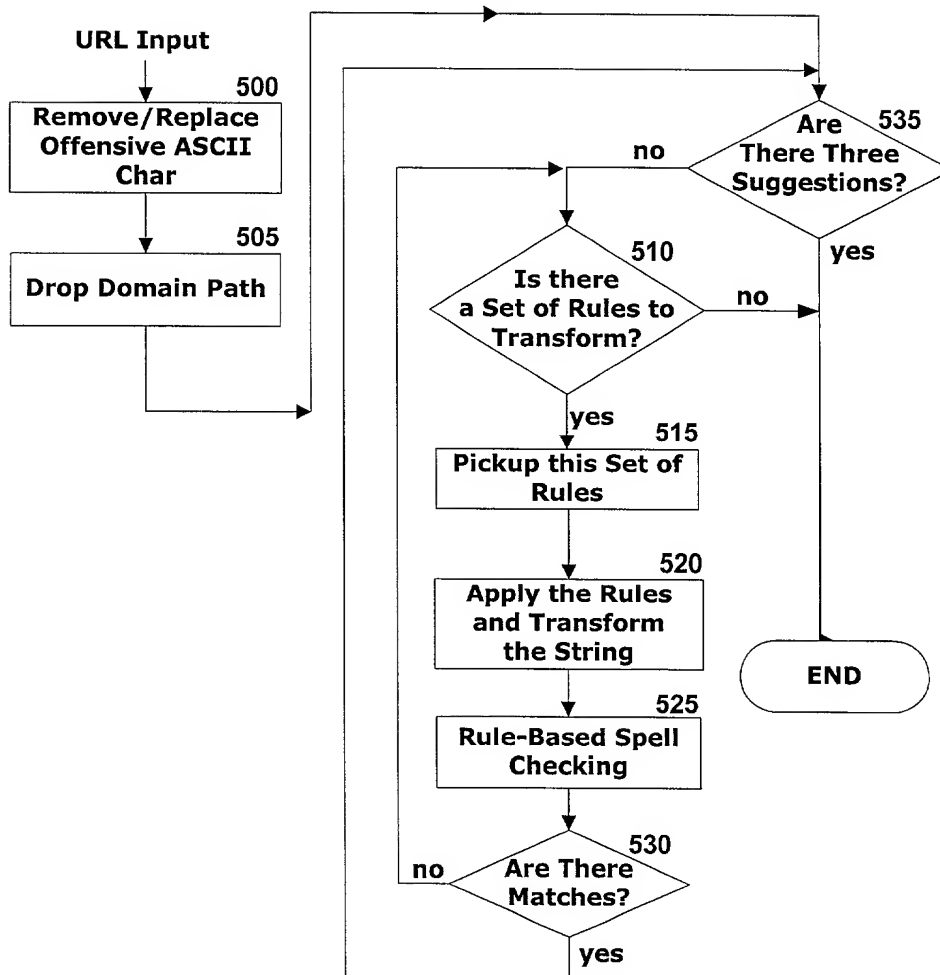 URL Input
500
Remove/Replace
Offensive ASCII
Char
505
Drop Domain Path
535
Are
There Three
Suggestions?
no
yes
510
Is there
a Set of Rules to
Transform?
no
yes
515
Pickup this Set of
Rules
520
Apply the Rules
and Transform
the String
525
Rule-Based Spell
Checking
530
Are There
Matches?
no
yes
END